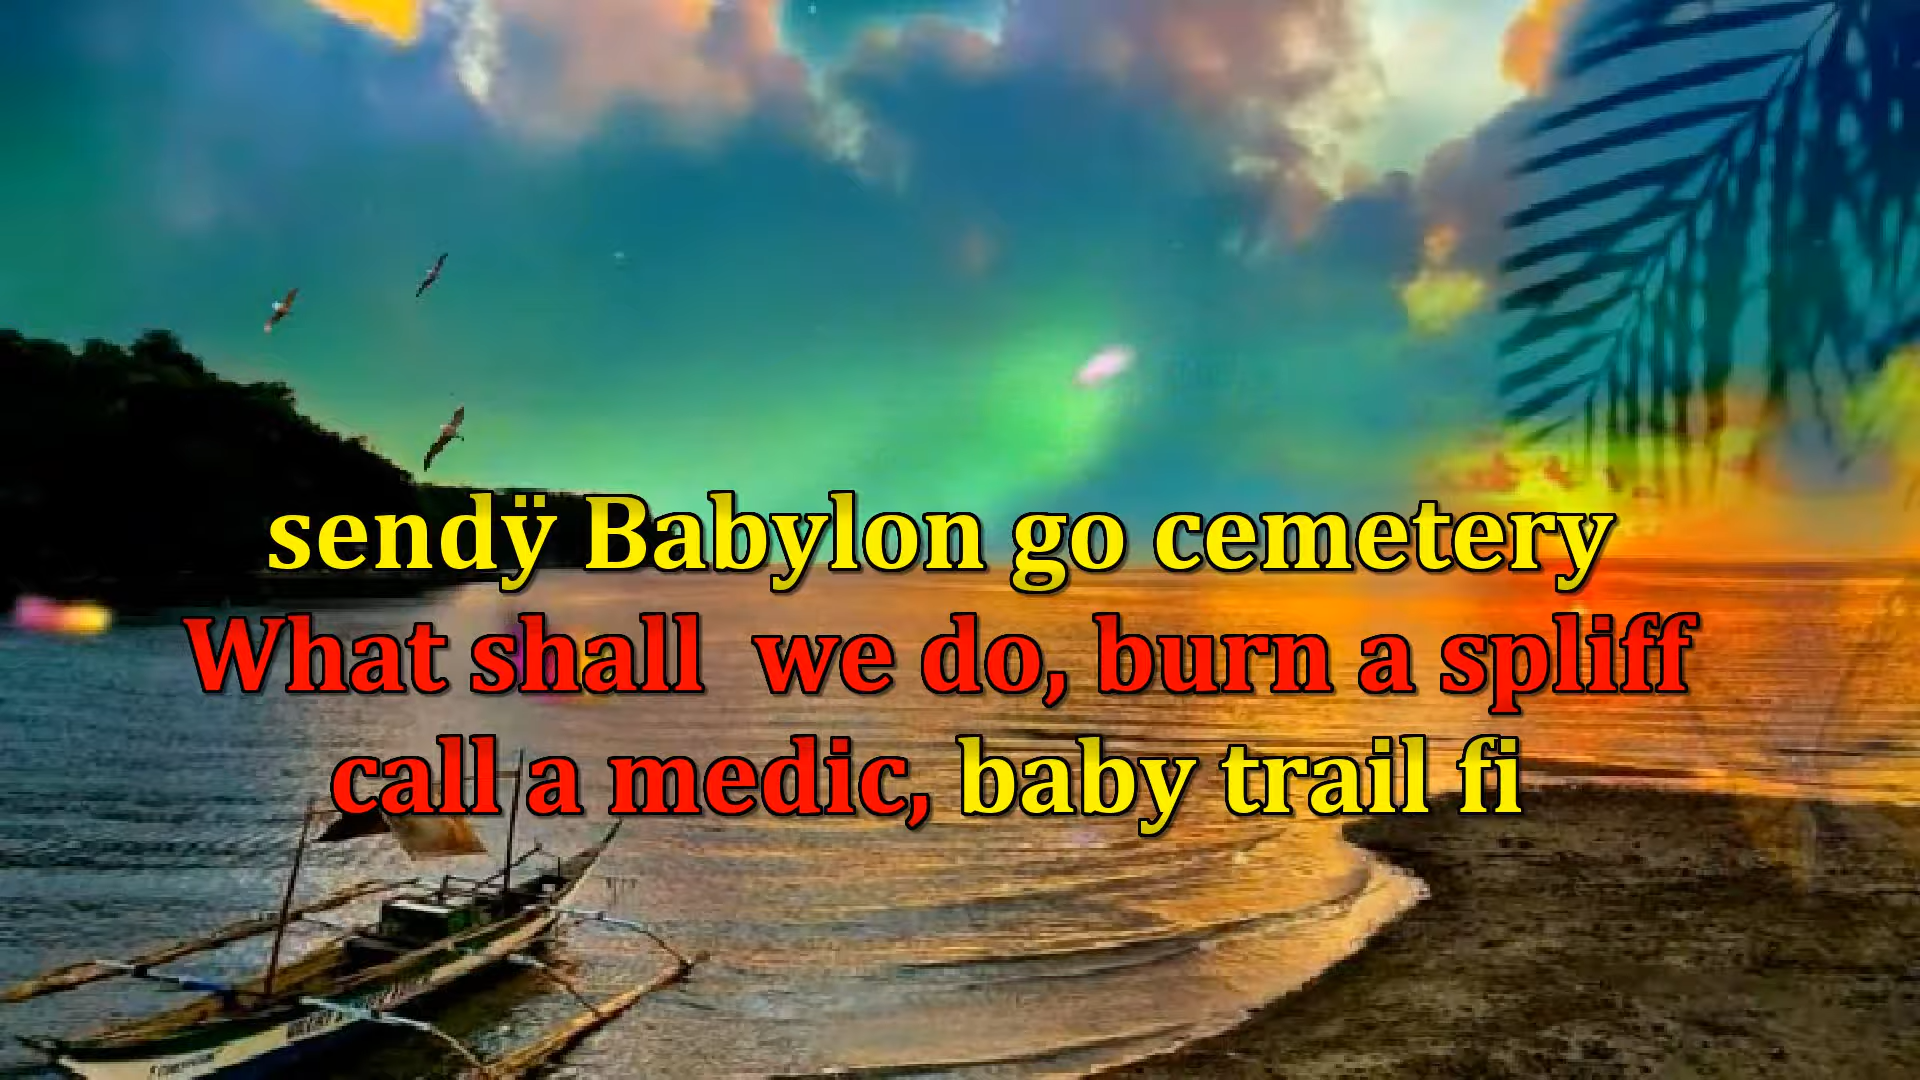 sendÿ Babylon go cemetery
What shall  we do, burn a spliff
call a medic, baby trail fi